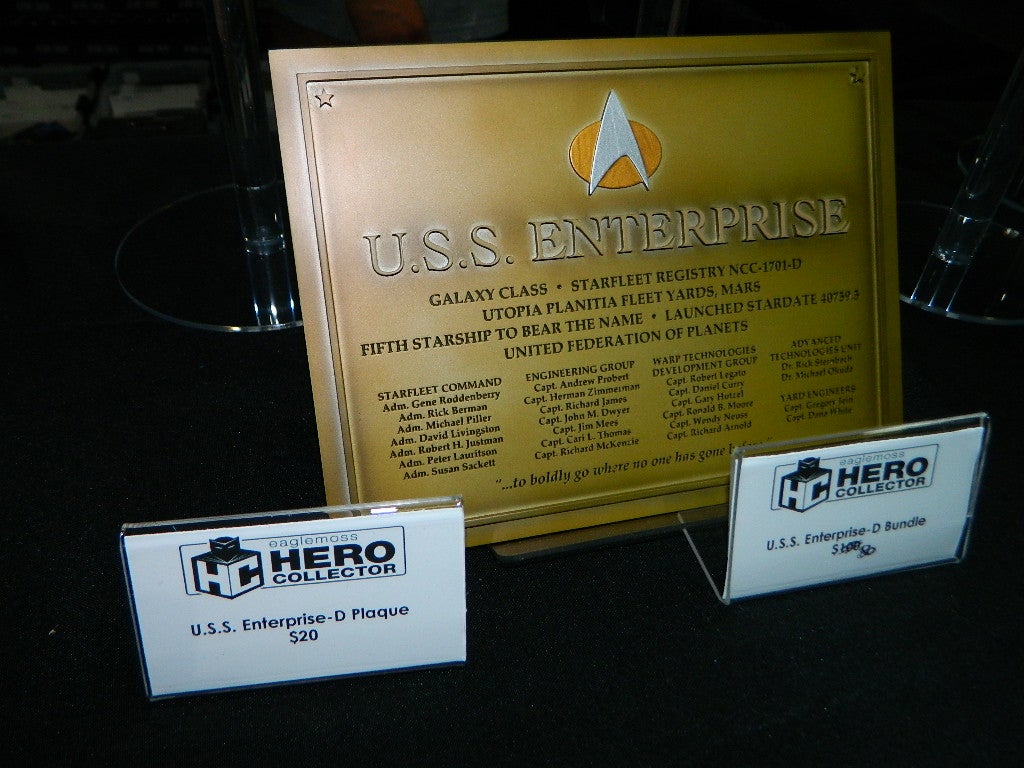 U.S.S. ENTERPRISE
GALAXY CLASS • STARFLEET REGISTRY NCC-1701-D
UTOPIA PLANITIA FLEET YARDS, MARS
FIFTH STARSHIP TO BEAR THE NAME • LAUNCHED STARDATE 40759.5
UNITED FEDERATION OF PLANETS
STARFLEET COMMAND
Adm. Gene Roddenberry
Adm. Rick Berman
Adm. Michael Piller
Adm. David Livingston
Adm. Robert H. Justman
Adm. Peter Lauritson
Adm. Susan Sackett
ENGINEERING GROUP
Capt. Andrew Probert
Capt. Herman Zimmerman
Capt. Richard James
Capt. John M. Dwyer
Capt. Jim Mees
Capt. Cari L. Thomas
Capt. Richard McKenzie
WARP TECHNOLOGIES
DEVELOPMENT GROUP
Capt. Robert Legato
Capt. Daniel Curry
Capt. Gary Hutzel
Capt. Ronald B. Moore
Capt. Wendy Neuss
Capt. Richard Arnold
ADVANCED
TECHNOLOGIES UNIT
Dr. Rick Sternbach
Dr. Michael Okuda
YARD ENGINEERS
Capt. Gregory Jein
Capt. Dana White
"...to boldly go where no one has gone before."
eaglemoss
HC HERO
COLLECTOR
U.S.S. Enterprise-D Plaque
$20
eaglemoss
HC HERO
COLLECTOR
U.S.S. Enterprise-D Bundle